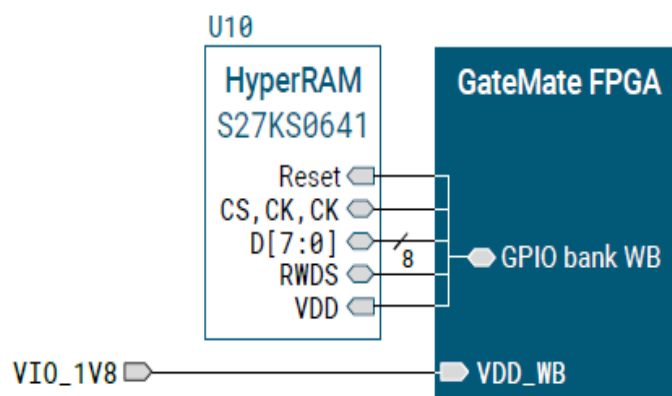 U10
HyperRAM
S27KS0641
Reset
CS,CK,CK
D[7:0]
8
RWDS
VDD
GateMate FPGA
GPIO bank WB
VIO_1V8
VDD_WB